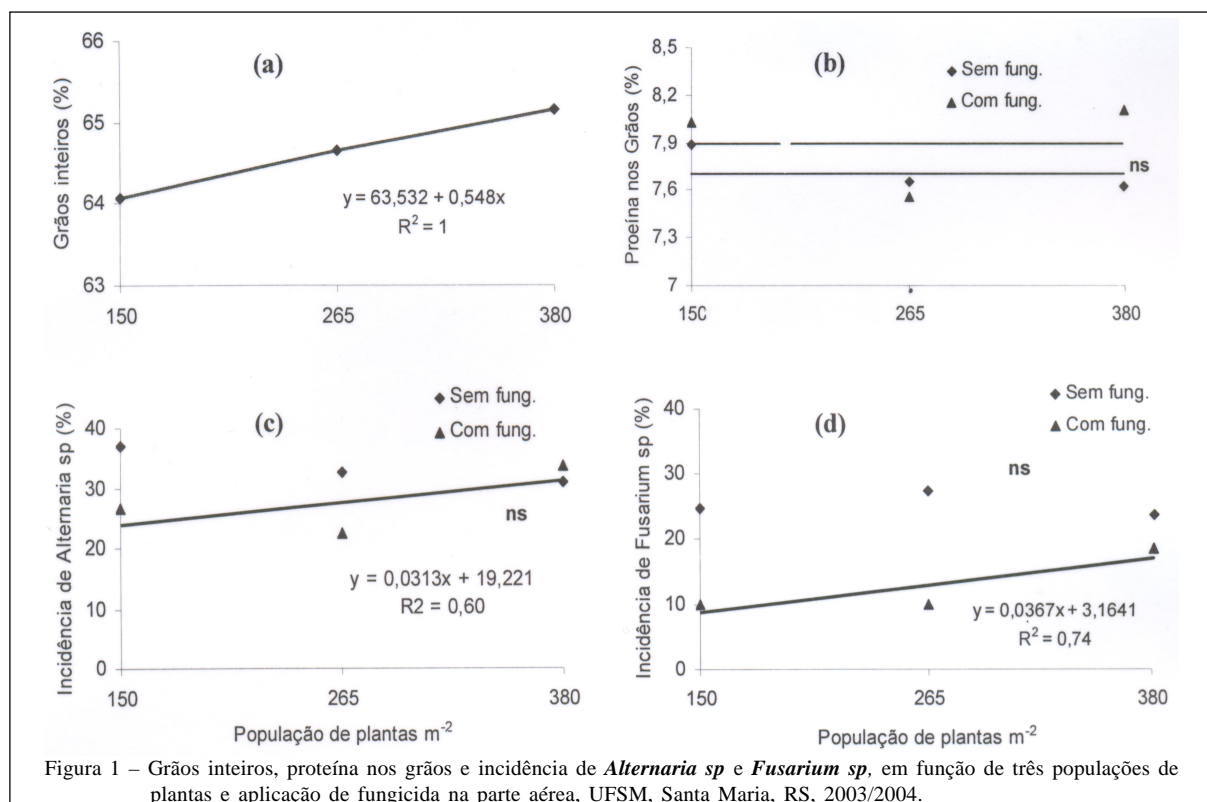 66
65
64
63
Grãos inteiros (%)
(a)
y = 63,532 + 0,548x
R² = 1
150
265
380
8,5
8,2
7,9
7,6
7,3
7
Proeína nos Grãos (%)
(b)
Sem fung.
Com fung.
ns
150
265
380
40
30
20
10
0
Incidência de Alternaria sp (%)
(c)
Sem fung.
Com fung.
ns
y = 0,0313x + 19,221
R2 = 0,60
150
265
380
População de plantas m⁻²
40
30
20
10
0
Incidência de Fusarium sp (%)
(d)
Sem fung.
Com fung.
ns
y = 0,0367x + 3,1641
R² = 0,74
150
265
380
População de plantas m⁻²
Figura 1 – Grãos inteiros, proteína nos grãos e incidência de Alternaria sp e Fusarium sp, em função de três populações de
plantas e aplicação de fungicida na parte aérea, UFSM, Santa Maria, RS, 2003/2004.